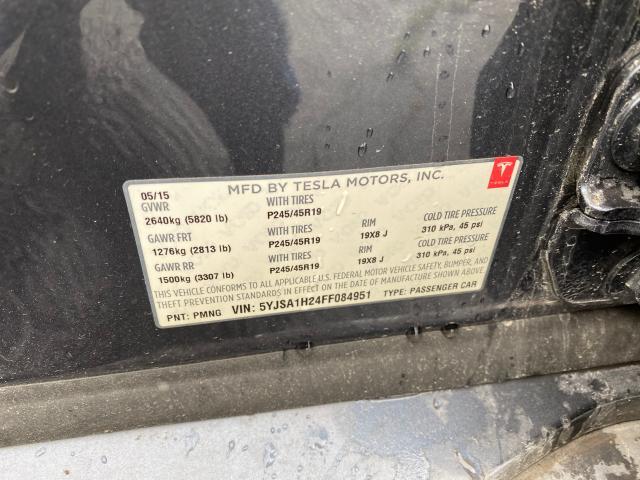 MFD BY TESLA MOTORS, INC.
TESLA
05/15
GVWR WITH TIRES
2640kg (5820 lb) P245/45R19
GAWR FRT WITH TIRES RIM COLD TIRE PRESSURE
1276kg (2813 lb) P245/45R19 19X8 J 310 kPa, 45 psi
GAWR RR WITH TIRES RIM COLD TIRE PRESSURE
1500kg (3307 lb) P245/45R19 19X8 J 310 kPa, 45 psi
THIS VEHICLE CONFORMS TO ALL APPLICABLE U.S. FEDERAL MOTOR VEHICLE SAFETY, BUMPER, AND
THEFT PREVENTION STANDARDS IN EFFECT ON THE DATE OF MANUFACTURE SHOWN ABOVE.
PNT: PMNG VIN: 5YJSA1H24FF084951 TYPE: PASSENGER CAR